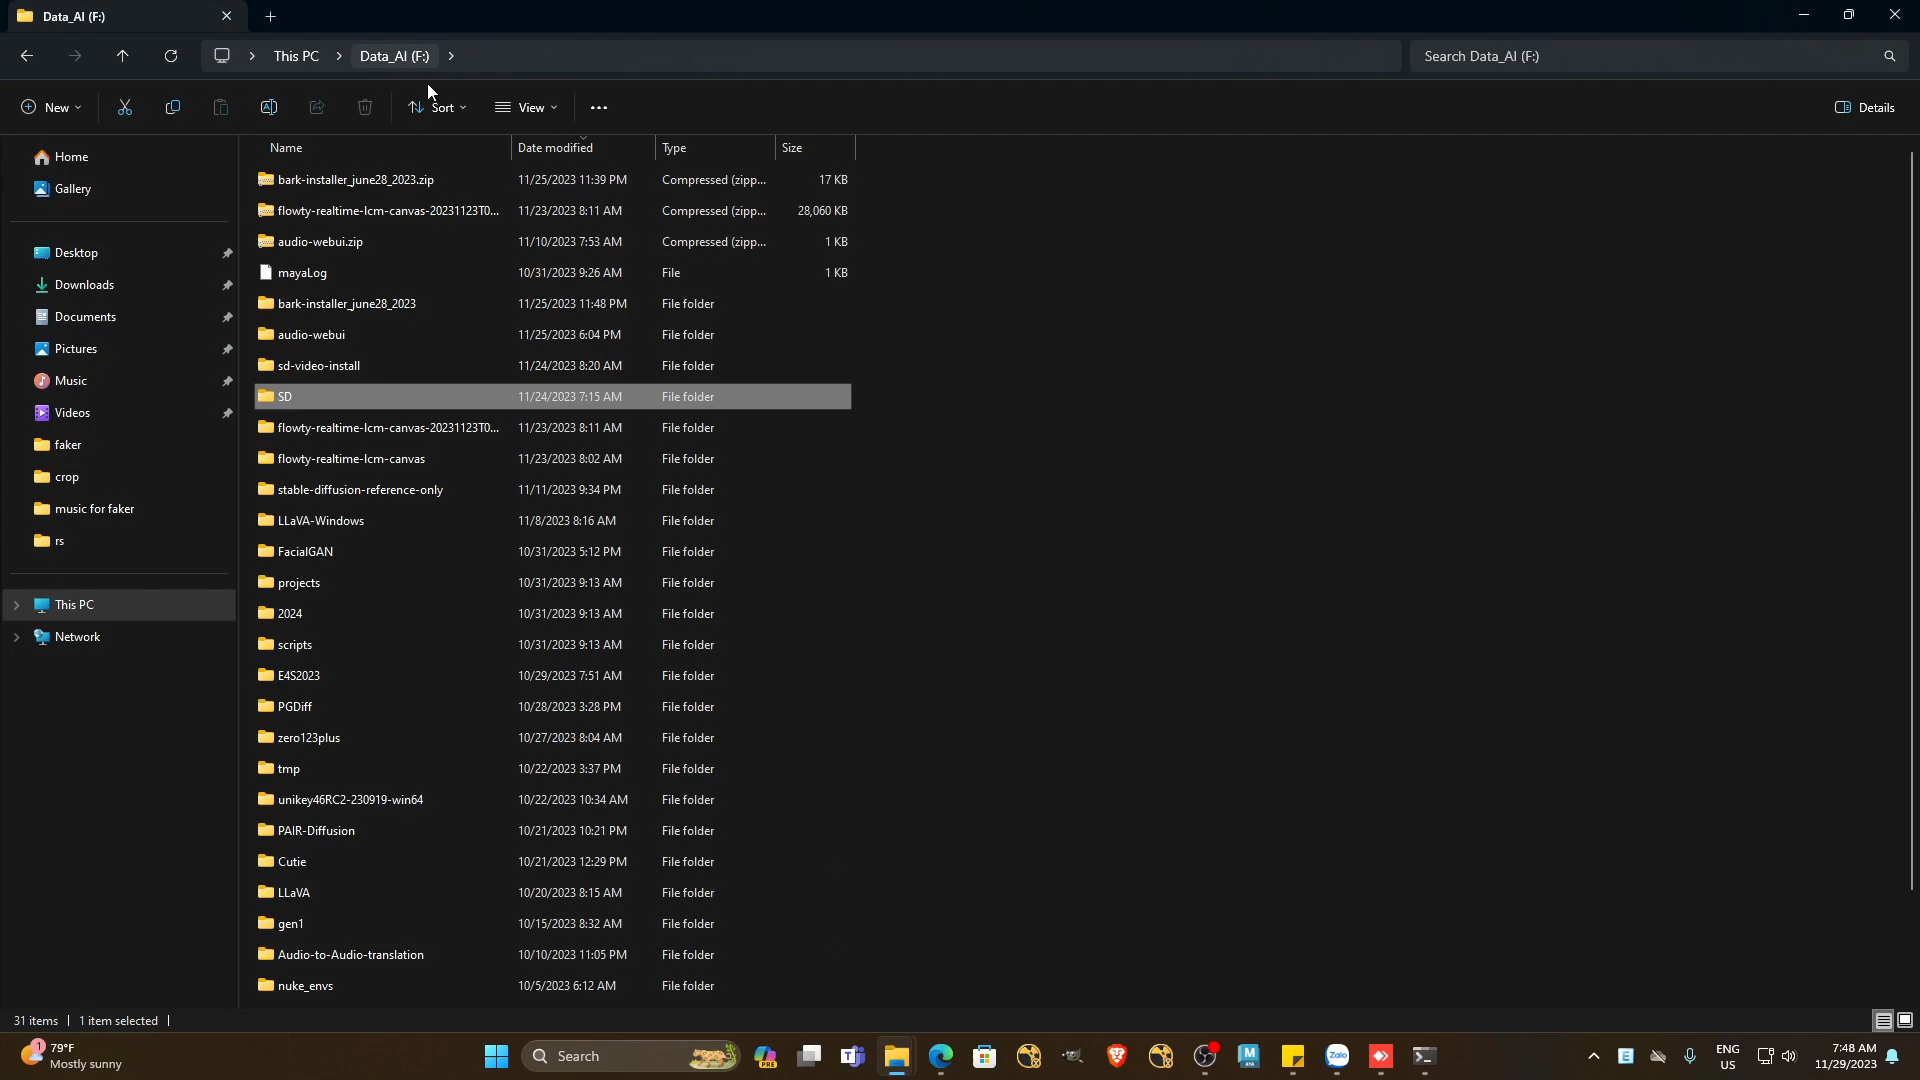 Data_AI (F:)
This PC
Data_AI (F:)
Search Data_AI (F:)
New
Sort
View
Details
Home
Gallery
Desktop
Downloads
Documents
Pictures
Music
Videos
faker
crop
music for faker
rs
This PC
Network
Name Date modified Type Size
bark-installer_june28_2023.zip 11/25/2023 11:39 PM Compressed (zipp... 17 KB
flowty-realtime-lcm-canvas-20231123T0... 11/23/2023 8:11 AM Compressed (zipp... 28,060 KB
audio-webui.zip 11/10/2023 7:53 AM Compressed (zipp... 1 KB
mayaLog 10/31/2023 9:26 AM File 1 KB
bark-installer_june28_2023 11/25/2023 11:48 PM File folder
audio-webui 11/25/2023 6:04 PM File folder
sd-video-install 11/24/2023 8:20 AM File folder
SD 11/24/2023 7:15 AM File folder
flowty-realtime-lcm-canvas-20231123T0... 11/23/2023 8:11 AM File folder
flowty-realtime-lcm-canvas 11/23/2023 8:02 AM File folder
stable-diffusion-reference-only 11/11/2023 9:34 PM File folder
LLaVA-Windows 11/8/2023 8:16 AM File folder
FacialGAN 10/31/2023 5:12 PM File folder
projects 10/31/2023 9:13 AM File folder
2024 10/31/2023 9:13 AM File folder
scripts 10/31/2023 9:13 AM File folder
E4S2023 10/29/2023 7:51 AM File folder
PGDiff 10/28/2023 3:28 PM File folder
zero123plus 10/27/2023 8:04 AM File folder
tmp 10/22/2023 3:37 PM File folder
unikey46RC2-230919-win64 10/22/2023 10:34 AM File folder
PAIR-Diffusion 10/21/2023 10:21 PM File folder
Cutie 10/21/2023 12:29 PM File folder
LLaVA 10/20/2023 8:15 AM File folder
gen1 10/15/2023 8:32 AM File folder
Audio-to-Audio-translation 10/10/2023 11:05 PM File folder
nuke_envs 10/5/2023 6:12 AM File folder
31 items
1 item selected
1
79°F
Mostly sunny
Search
PRE
T
M
Zalo
E
ENG
US
7:48 AM
11/29/2023